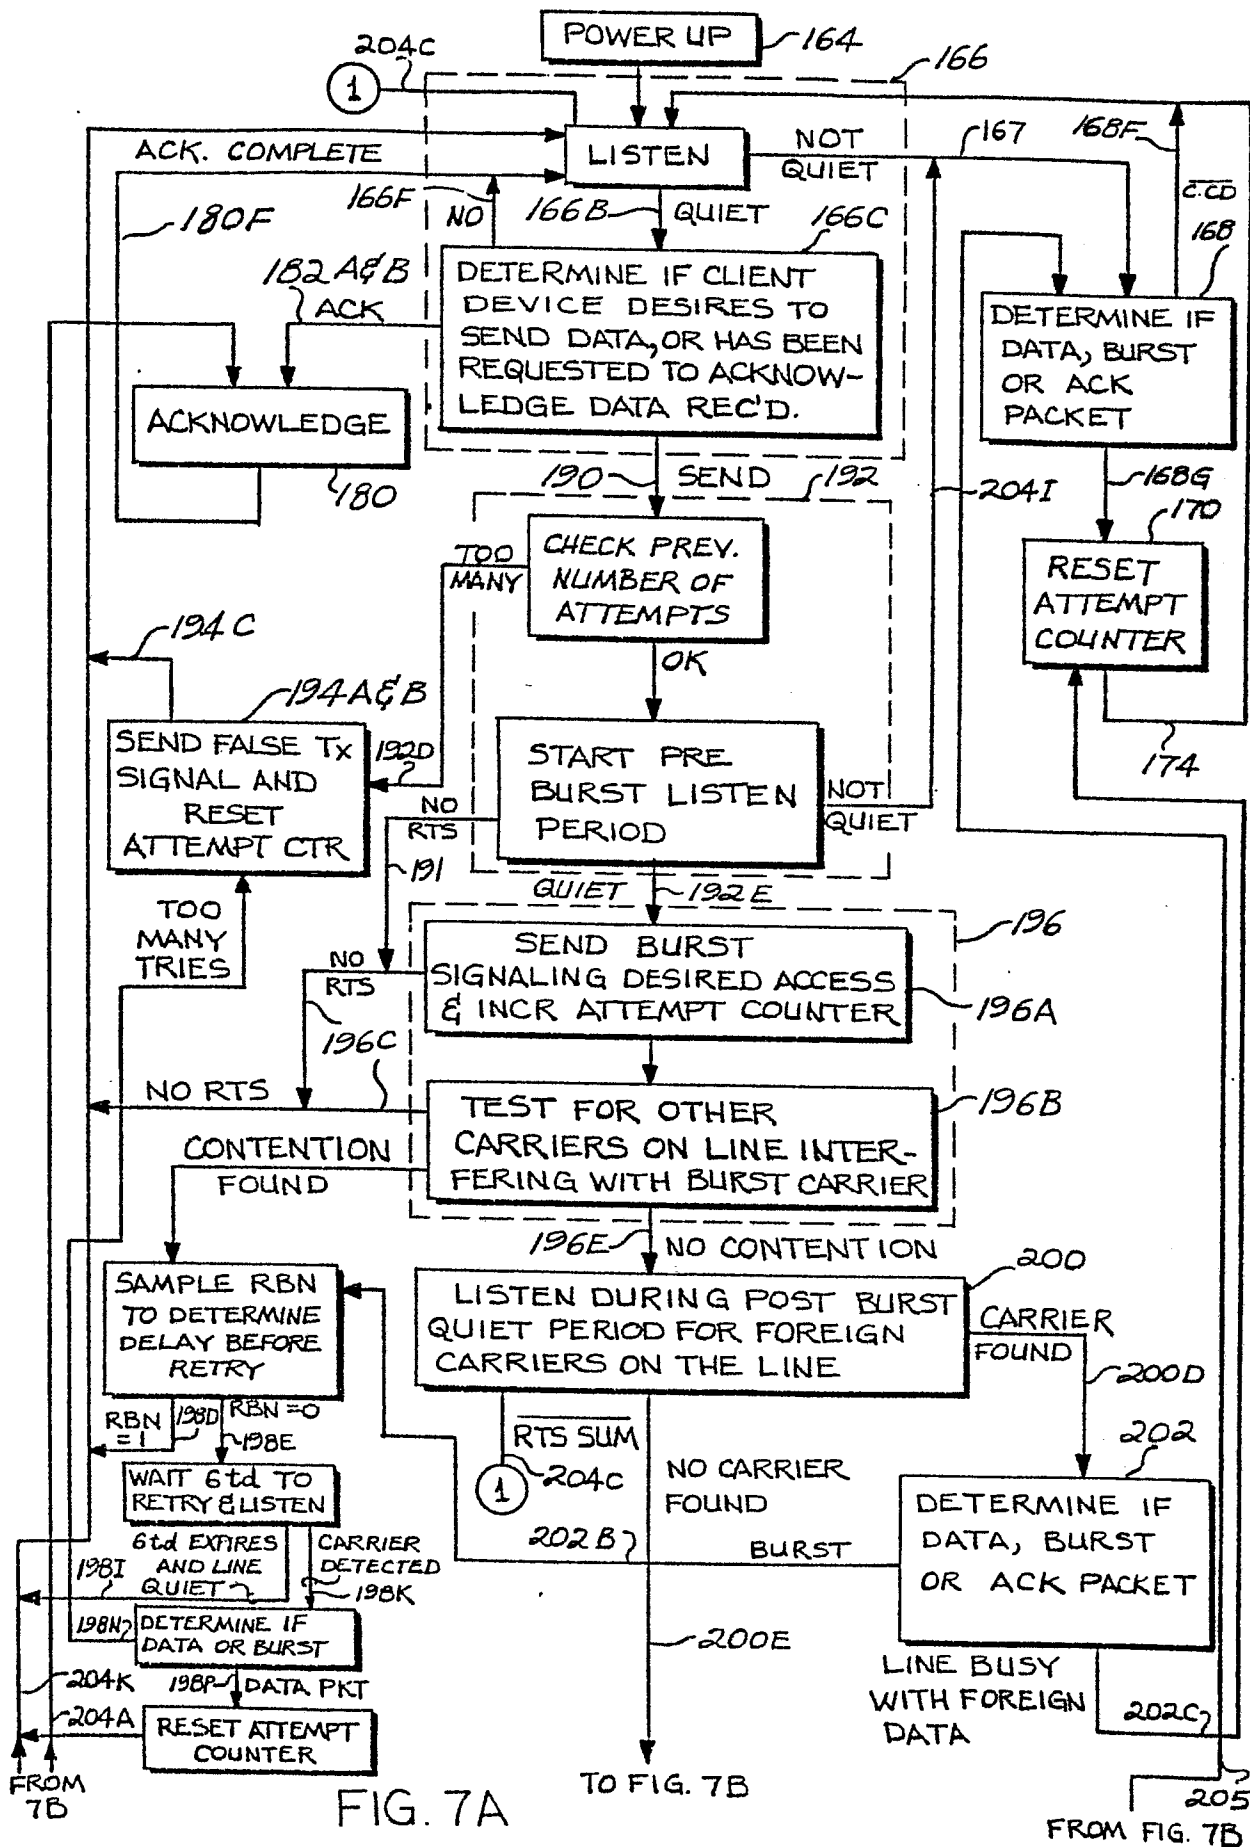 POWER UP
164
204C
166
1
LISTEN
NOT
QUIET
167
168F
C.CD
ACK. COMPLETE
166F
NO
166B
QUIET
166C
168
180F
182 A&B
ACK
DETERMINE IF CLIENT
DEVICE DESIRES TO
SEND DATA, OR HAS BEEN
REQUESTED TO ACKNOW-
LEDGE DATA REC'D.
DETERMINE IF
DATA, BURST
OR ACK
PACKET
ACKNOWLEDGE
180
190
SEND
192
204I
168G
170
TOO
MANY
CHECK PREV.
NUMBER OF
ATTEMPTS
RESET
ATTEMPT
COUNTER
OK
194C
194A&B
174
SEND FALSE Tx
SIGNAL AND
RESET
ATTEMPT CTR
192D
START PRE
BURST LISTEN
PERIOD
NOT
QUIET
NO
RTS
191
QUIET
192E
TOO
MANY
TRIES
196
SEND BURST
SIGNALING DESIRED ACCESS
& INCR ATTEMPT COUNTER
196A
NO
RTS
196C
NO RTS
TEST FOR OTHER
CARRIERS ON LINE INTER-
FERING WITH BURST CARRIER
196B
CONTENTION
FOUND
196E
NO CONTENTION
200
SAMPLE RBN
TO DETERMINE
DELAY BEFORE
RETRY
LISTEN DURING POST BURST
QUIET PERIOD FOR FOREIGN
CARRIERS ON THE LINE
CARRIER
FOUND
200D
RBN
=1
198D
RBN=0
198E
RTS SUM
204C
1
NO CARRIER
FOUND
202
WAIT 6td TO
RETRY & LISTEN
202B
BURST
DETERMINE IF
DATA, BURST
OR ACK PACKET
6td EXPIRES
AND LINE
QUIET
198I
CARRIER
DETECTED
198K
198N
DETERMINE IF
DATA OR BURST
200E
198P
DATA PKT
LINE BUSY
WITH FOREIGN
DATA
202C
204K
204A
RESET ATTEMPT
COUNTER
FROM
7B
TO FIG. 7B
205
FIG. 7A
FROM FIG. 7B